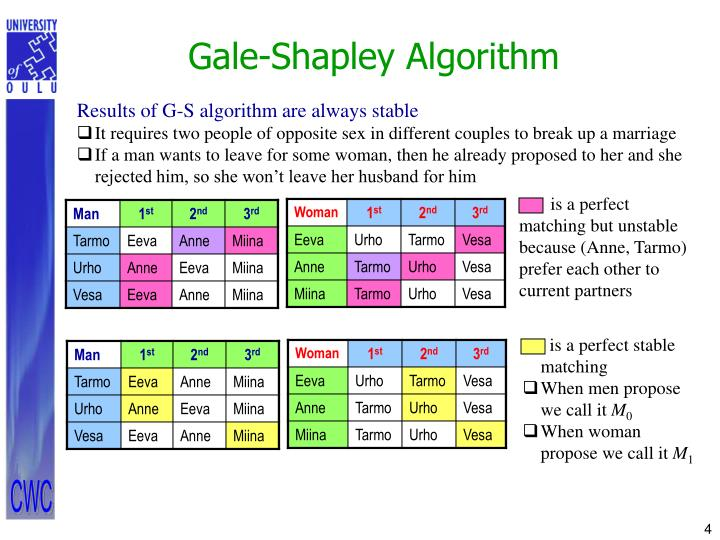 UNIVERSITY
of
OULU
Gale-Shapley Algorithm
Results of G-S algorithm are always stable
❑It requires two people of opposite sex in different couples to break up a marriage
❑If a man wants to leave for some woman, then he already proposed to her and she
rejected him, so she won’t leave her husband for him
Man 1st 2nd 3rd
Tarmo Eeva Anne Miina
Urho Anne Eeva Miina
Vesa Eeva Anne Miina
Woman 1st 2nd 3rd
Eeva Urho Tarmo Vesa
Anne Tarmo Urho Vesa
Miina Tarmo Urho Vesa
is a perfect
matching but unstable
because (Anne, Tarmo)
prefer each other to
current partners
Man 1st 2nd 3rd
Tarmo Eeva Anne Miina
Urho Anne Eeva Miina
Vesa Eeva Anne Miina
Woman 1st 2nd 3rd
Eeva Urho Tarmo Vesa
Anne Tarmo Urho Vesa
Miina Tarmo Urho Vesa
is a perfect stable
matching
❑When men propose
we call it M0
❑When woman
propose we call it M1
CWC
4